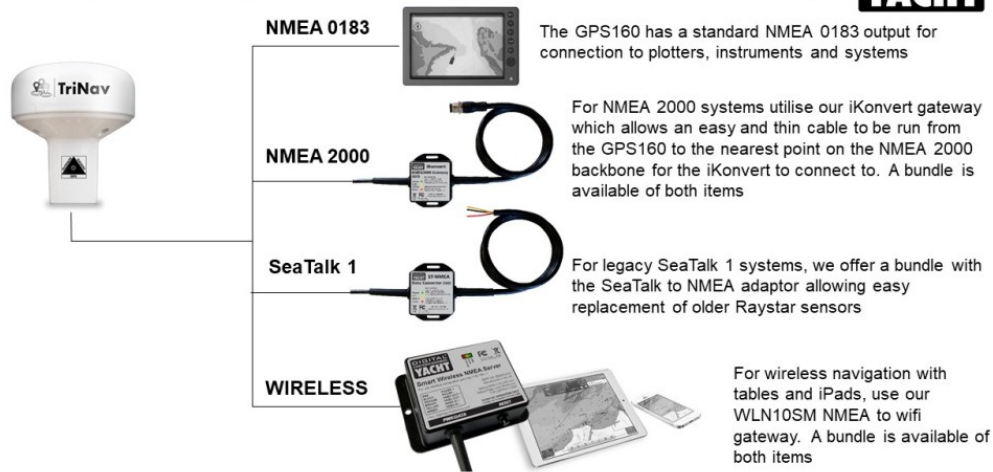 YACHT
NMEA 0183
The GPS160 has a standard NMEA 0183 output for
connection to plotters, instruments and systems
TriNav
NMEA 2000
For NMEA 2000 systems utilise our iKonvert gateway
which allows an easy and thin cable to be run from
the GPS160 to the nearest point on the NMEA 2000
backbone for the iKonvert to connect to. A bundle is
available of both items
SeaTalk 1
For legacy SeaTalk 1 systems, we offer a bundle with
the SeaTalk to NMEA adaptor allowing easy
replacement of older Raystar sensors
WIRELESS
DIGITAL
YACHT
Smart Wireless NMEA Server
For wireless navigation with
tables and iPads, use our
WLN10SM NMEA to wifi
gateway. A bundle is available of
both items